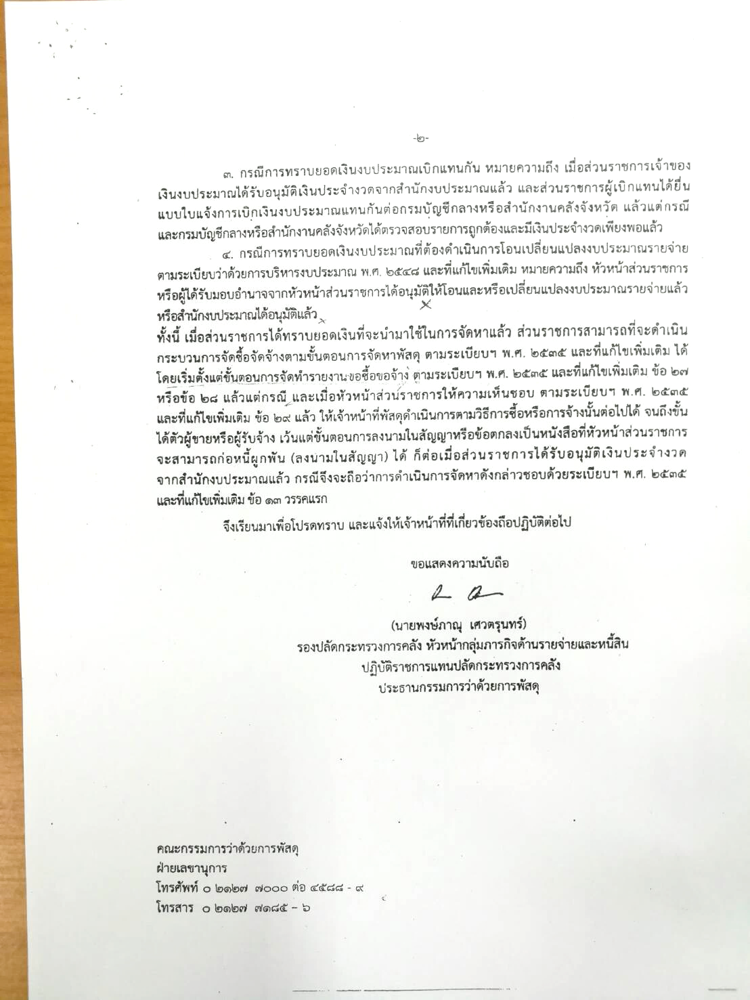 -๒-
๓. กรณีการทราบยอดเงินงบประมาณเบิกแทนกัน หมายความถึง เมื่อส่วนราชการเจ้าของ
เงินงบประมาณได้รับอนุมัติเงินประจำงวดจากสำนักงบประมาณแล้ว และส่วนราชการผู้เบิกแทนได้ยื่น
แบบใบแจ้งการเบิกเงินงบประมาณแทนกันต่อกรมบัญชีกลางหรือสำนักงานคลังจังหวัด แล้วแต่กรณี
และกรมบัญชีกลางหรือสำนักงานคลังจังหวัดได้ตรวจสอบรายการถูกต้องและมีเงินประจำงวดเพียงพอแล้ว
๔. กรณีการทราบยอดเงินงบประมาณที่ต้องดำเนินการโอนเปลี่ยนแปลงงบประมาณรายจ่าย
ตามระเบียบว่าด้วยการบริหารงบประมาณ พ.ศ. ๒๕๔๘ และที่แก้ไขเพิ่มเติม หมายความถึง หัวหน้าส่วนราชการ
หรือผู้ได้รับมอบอำนาจจากหัวหน้าส่วนราชการได้อนุมัติให้โอนและหรือเปลี่ยนแปลงงบประมาณรายจ่ายแล้ว
หรือสำนักงบประมาณได้อนุมัติแล้ว
ทั้งนี้ เมื่อส่วนราชการได้ทราบยอดเงินที่จะนำมาใช้ในการจัดหาแล้ว ส่วนราชการสามารถที่จะดำเนิน
กระบวนการจัดซื้อจัดจ้างตามขั้นตอนการจัดหาพัสดุ ตามระเบียบฯ พ.ศ. ๒๕๓๕ และที่แก้ไขเพิ่มเติม ได้
โดยเริ่มตั้งแต่ขั้นตอนการจัดทำรายงานขอซื้อขอจ้าง ตามระเบียบฯ พ.ศ. ๒๕๓๕ และที่แก้ไขเพิ่มเติม ข้อ ๒๗
หรือข้อ ๒๘ แล้วแต่กรณี และเมื่อหัวหน้าส่วนราชการให้ความเห็นชอบ ตามระเบียบฯ พ.ศ. ๒๕๓๕
และที่แก้ไขเพิ่มเติม ข้อ ๒๙ แล้ว ให้เจ้าหน้าที่พัสดุดำเนินการตามวิธีการซื้อหรือการจ้างนั้นต่อไปได้ จนถึงขั้น
ได้ตัวผู้ขายหรือผู้รับจ้าง เว้นแต่ขั้นตอนการลงนามในสัญญาหรือข้อตกลงเป็นหนังสือที่หัวหน้าส่วนราชการ
จะสามารถก่อหนี้ผูกพัน (ลงนามในสัญญา) ได้ ก็ต่อเมื่อส่วนราชการได้รับอนุมัติเงินประจำงวด
จากสำนักงบประมาณแล้ว กรณีจึงจะถือว่าการดำเนินการจัดหาดังกล่าวชอบด้วยระเบียบฯ พ.ศ. ๒๕๓๕
และที่แก้ไขเพิ่มเติม ข้อ ๑๓ วรรคแรก
จึงเรียนมาเพื่อโปรดทราบ และแจ้งให้เจ้าหน้าที่ที่เกี่ยวข้องถือปฏิบัติต่อไป
ขอแสดงความนับถือ
(นายพงษ์ภาณุ เศวตรุนทร์)
รองปลัดกระทรวงการคลัง หัวหน้ากลุ่มภารกิจด้านรายจ่ายและหนี้สิน
ปฏิบัติราชการแทนปลัดกระทรวงการคลัง
ประธานกรรมการว่าด้วยการพัสดุ
คณะกรรมการว่าด้วยการพัสดุ
ฝ่ายเลขานุการ
โทรศัพท์ ๐ ๒๑๒๗ ๗๐๐๐ ต่อ ๔๕๘๘ - ๙
โทรสาร ๐ ๒๑๒๗ ๗๑๘๕ – ๖